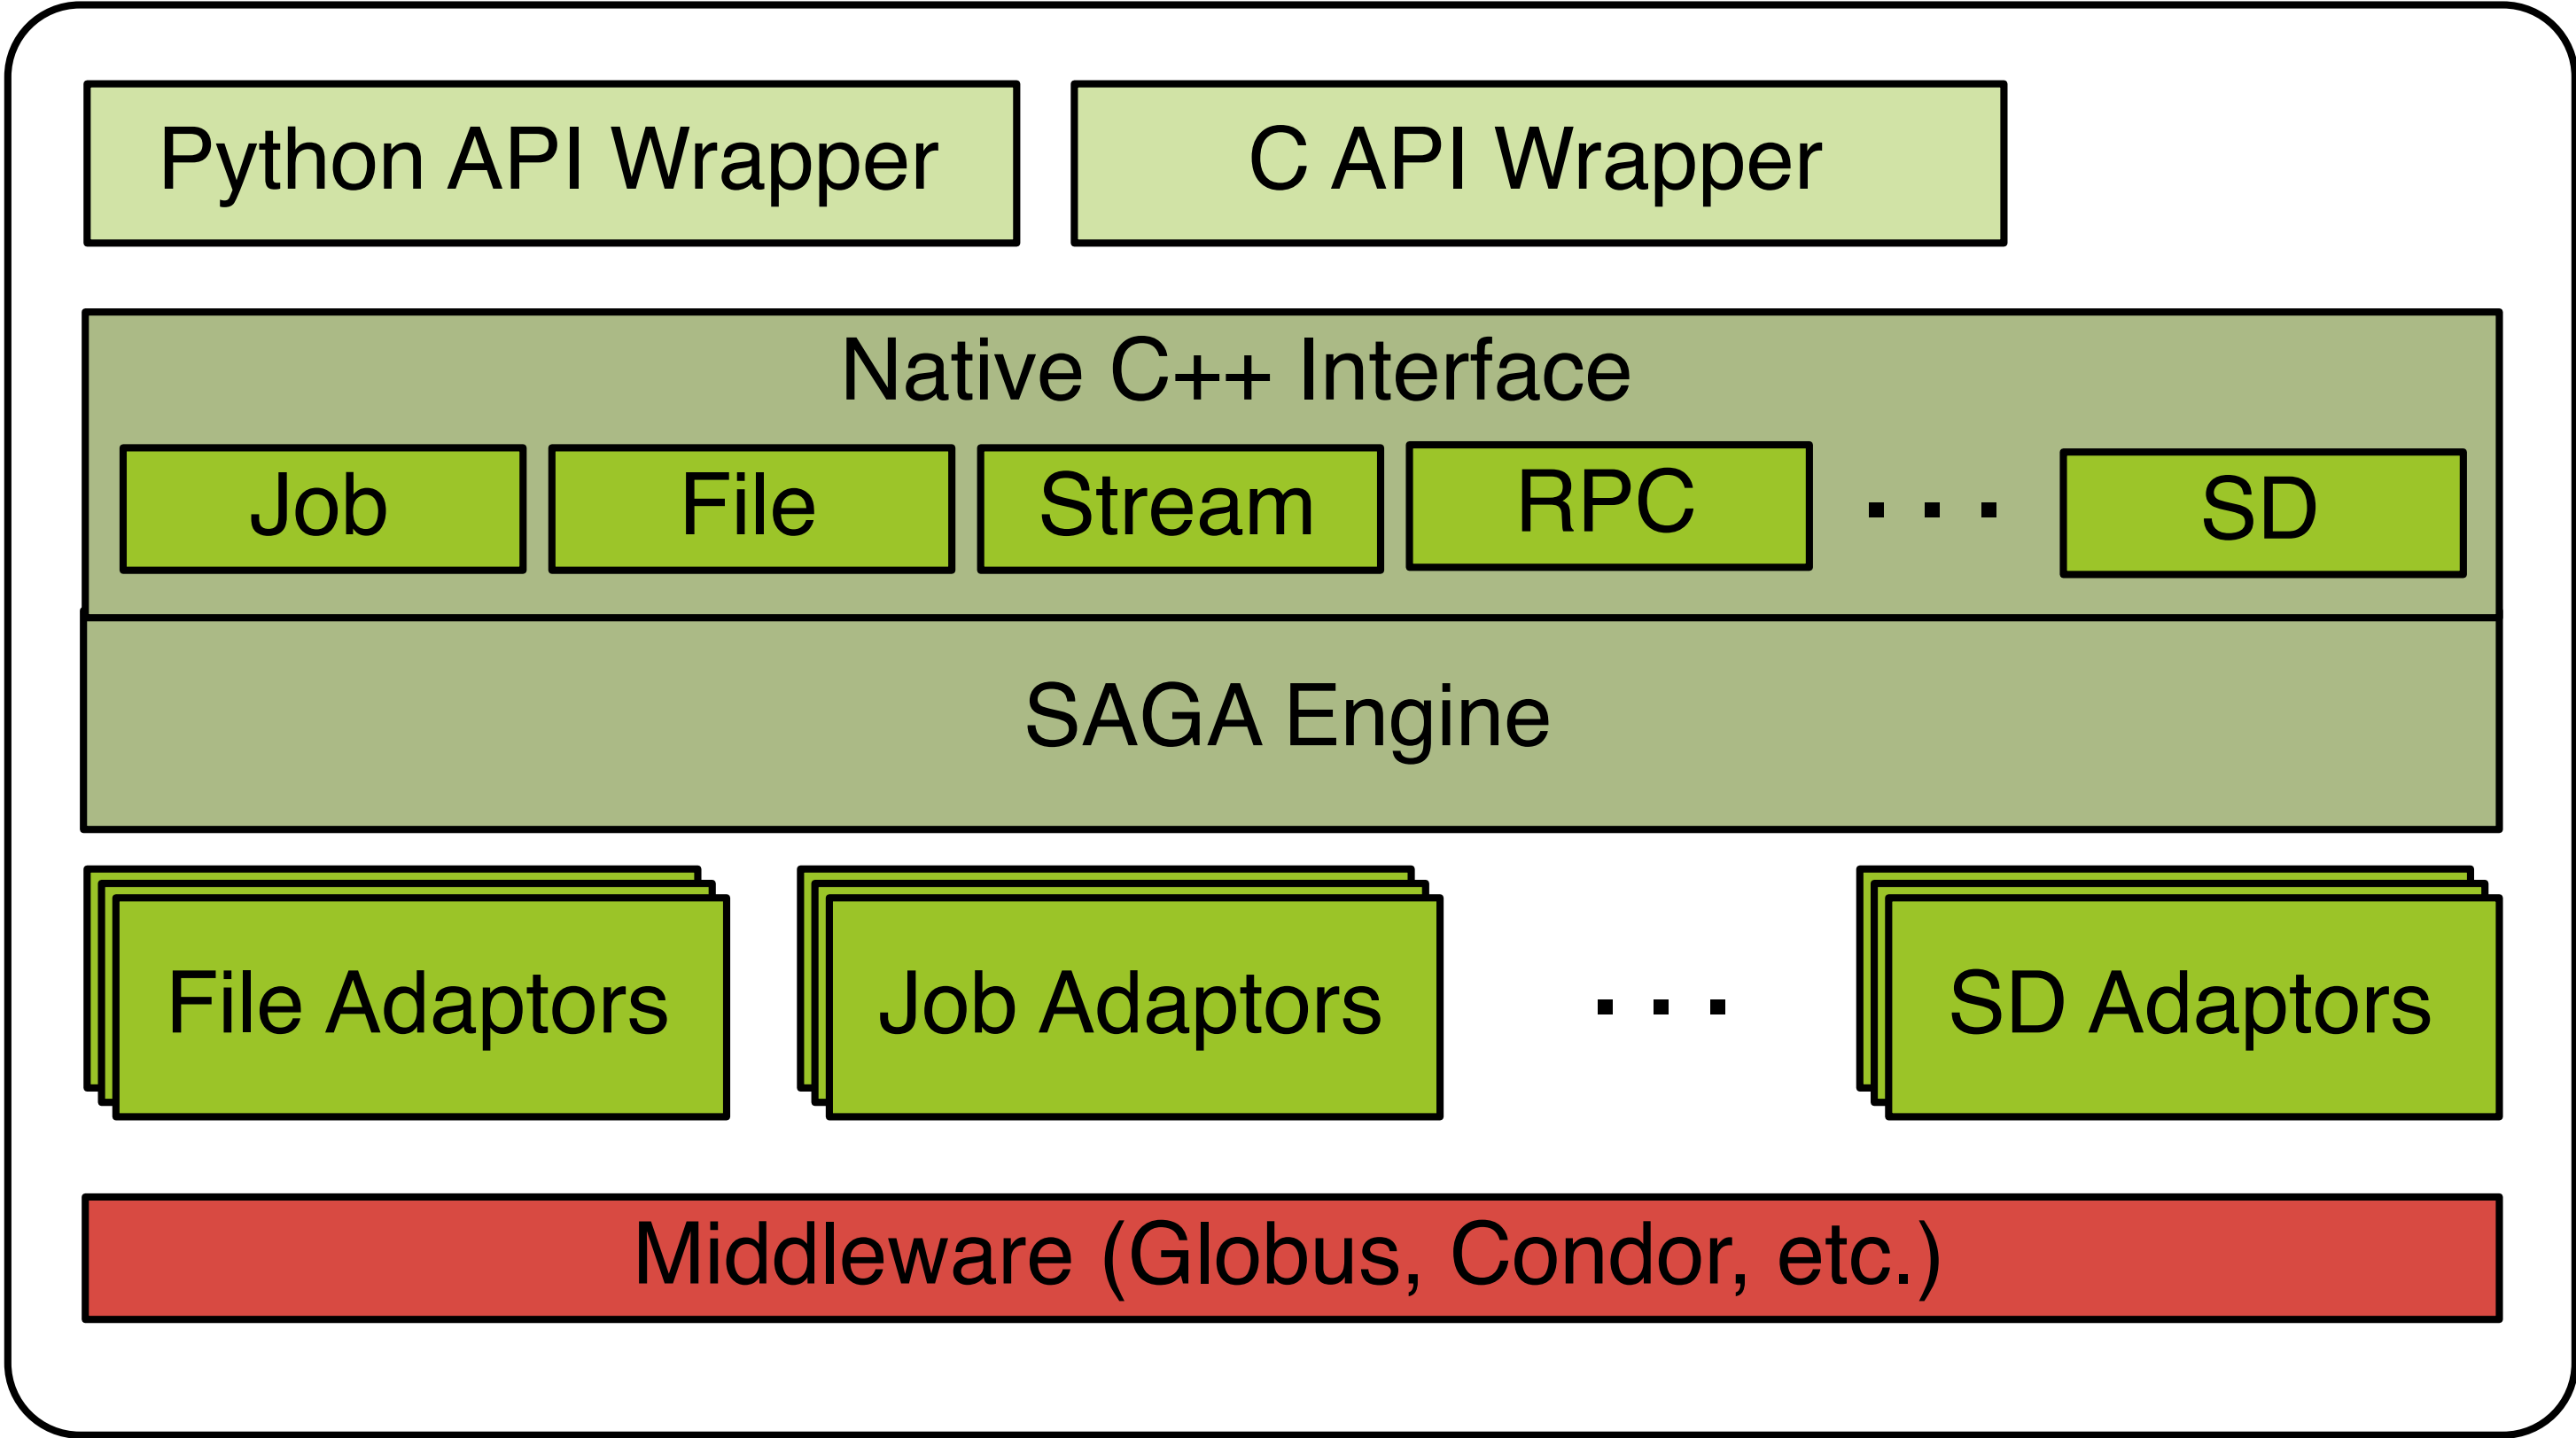 Python API Wrapper
C API Wrapper
Native C++ Interface
Job
File
Stream
RPC
. . .
SD
SAGA Engine
File Adaptors
Job Adaptors
. . .
SD Adaptors
Middleware (Globus, Condor, etc.)